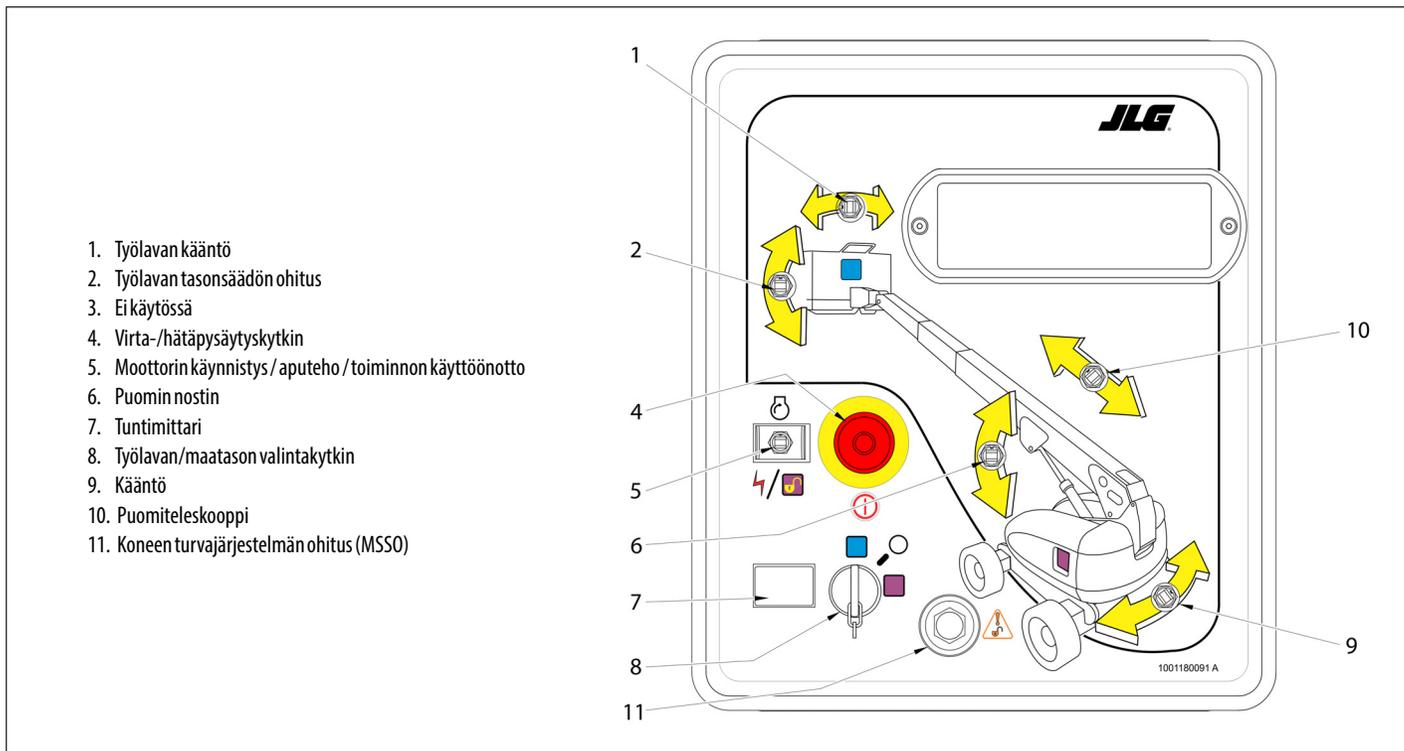 1. Työlavan kääntö
2. Työlavan tasonsäädön ohitus
3. Ei käytössä
4. Virta-/hätäpysäytyskytkin
5. Moottorin käynnistys / aputeho / toiminnon käyttöönotto
6. Puomin nostin
7. Tuntimittari
8. Työlavan/maatason valintakytkin
9. Kääntö
10. Puomiteleskooppi
11. Koneen turvajärjestelmän ohitus (MSSO)
1
JLG
2
10
4
5
6
7
8
9
1001180091 A
11